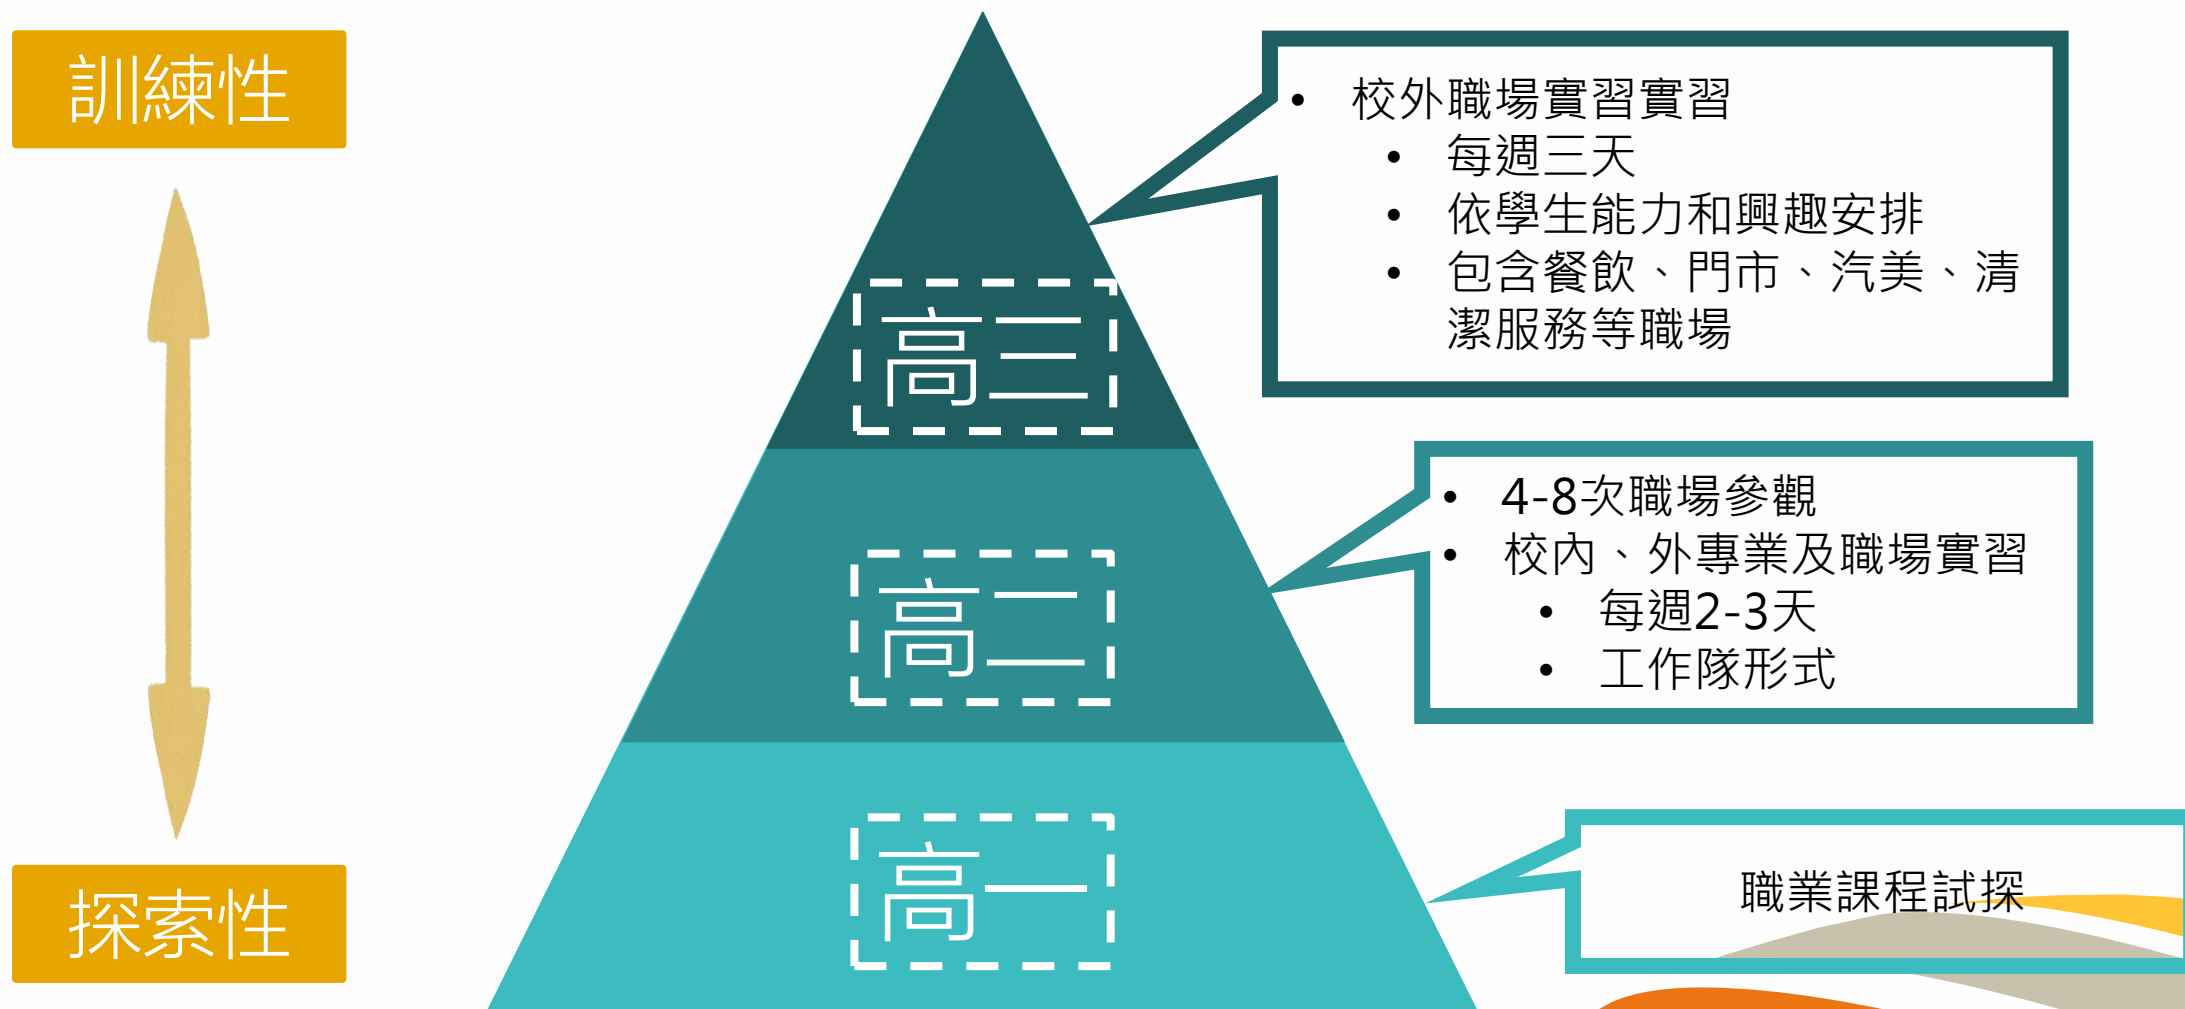 訓練性
探索性
高三
• 校外職場實習實習
• 每週三天
• 依學生能力和興趣安排
• 包含餐飲、門市、汽美、清
潔服務等職場
高二
• 4-8次職場參觀
• 校內、外專業及職場實習
• 每週2-3天
• 工作隊形式
高一
職業課程試探